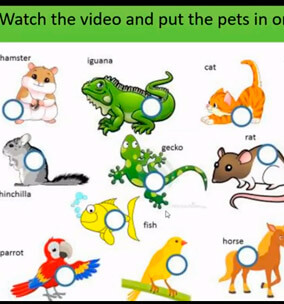 Watch the video and put the pets in or
hamster
iguana
cat
hinchilla
gecko
rat
fish
parrot
horse